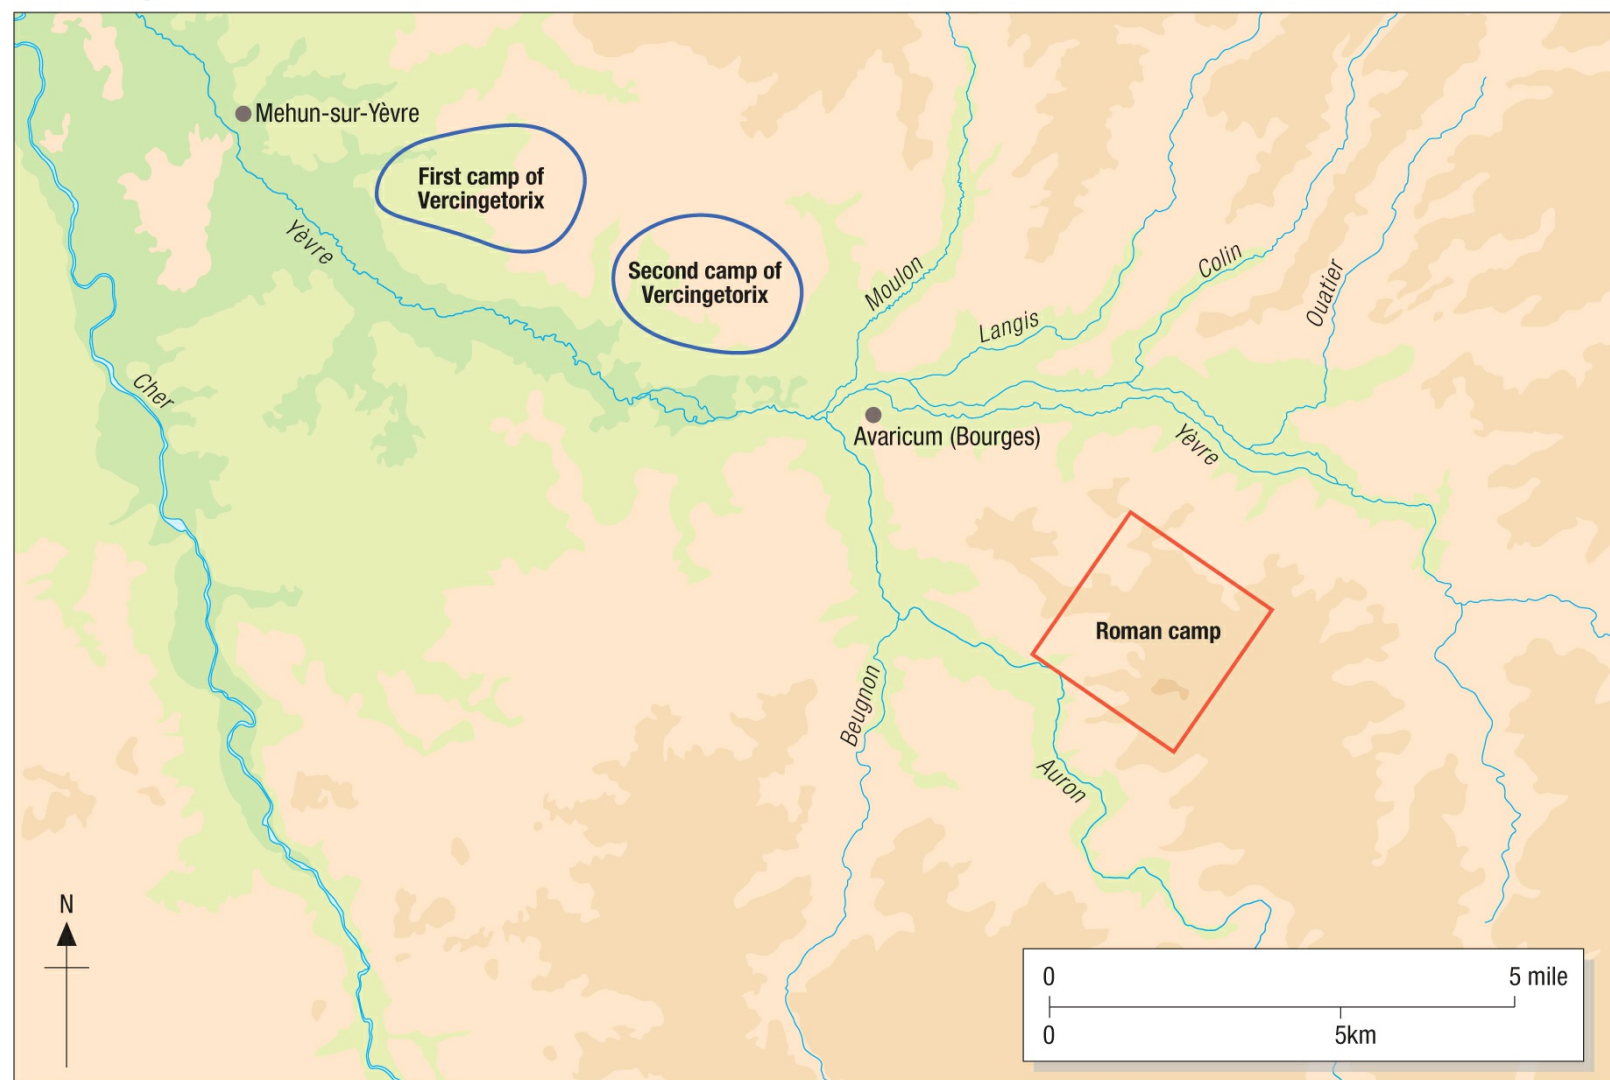 Mehun-sur-Yèvre
First camp of
Vercingetorix
Yèvre
Second camp of
Vercingetorix
Moulon
Colin
Ouatier
Langis
Cher
Avaricum (Bourges)
Yèvre
Roman camp
Beugnon
Auron
N
0 5 mile
0 5km